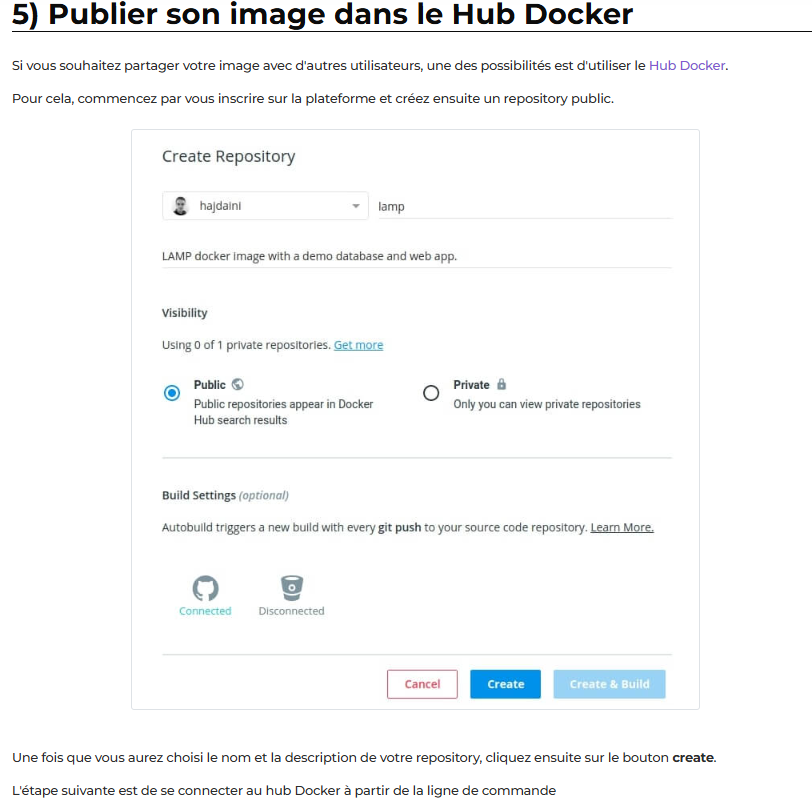 5) Publier son image dans le Hub Docker
Si vous souhaitez partager votre image avec d'autres utilisateurs, une des possibilités est d'utiliser le Hub Docker.
Pour cela, commencez par vous inscrire sur la plateforme et créez ensuite un repository public.
Create Repository
hajdaini lamp
LAMP docker image with a demo database and web app.
Visibility
Using 0 of 1 private repositories. Get more
Public Private
Public repositories appear in Docker Only you can view private repositories
Hub search results
Build Settings (optional)
Autobuild triggers a new build with every git push to your source code repository. Learn More.
Connected Disconnected
Cancel Create Create & Build
Une fois que vous aurez choisi le nom et la description de votre repository, cliquez ensuite sur le bouton create.
L'étape suivante est de se connecter au hub Docker à partir de la ligne de commande